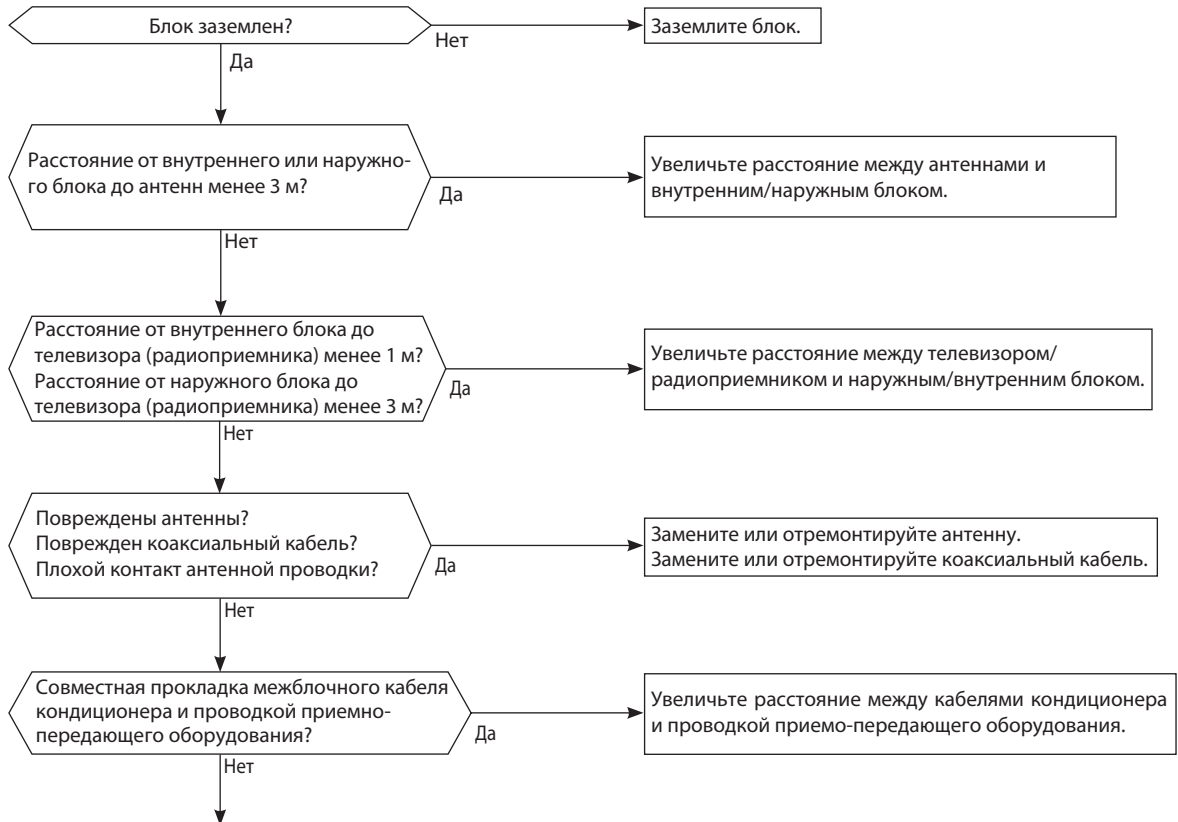 Блок заземлен?
Нет
Заземлите блок.
Да
Расстояние от внутреннего или наружно-
го блока до антенн менее 3 м?
Да
Увеличьте расстояние между антеннами и
внутренним/наружным блоком.
Нет
Расстояние от внутреннего блока до
телевизора (радиоприемника) менее 1 м?
Расстояние от наружного блока до
телевизора (радиоприемника) менее 3 м?
Да
Увеличьте расстояние между телевизором/
радиоприемником и наружным/внутренним блоком.
Нет
Повреждены антенны?
Поврежден коаксиальный кабель?
Плохой контакт антенной проводки?
Да
Замените или отремонтируйте антенну.
Замените или отремонтируйте коаксиальный кабель.
Нет
Совместная прокладка межблочного кабеля
кондиционера и проводкой приемно-
передающего оборудования?
Да
Увеличьте расстояние между кабелями кондиционера
и проводкой приемо-передающего оборудования.
Нет